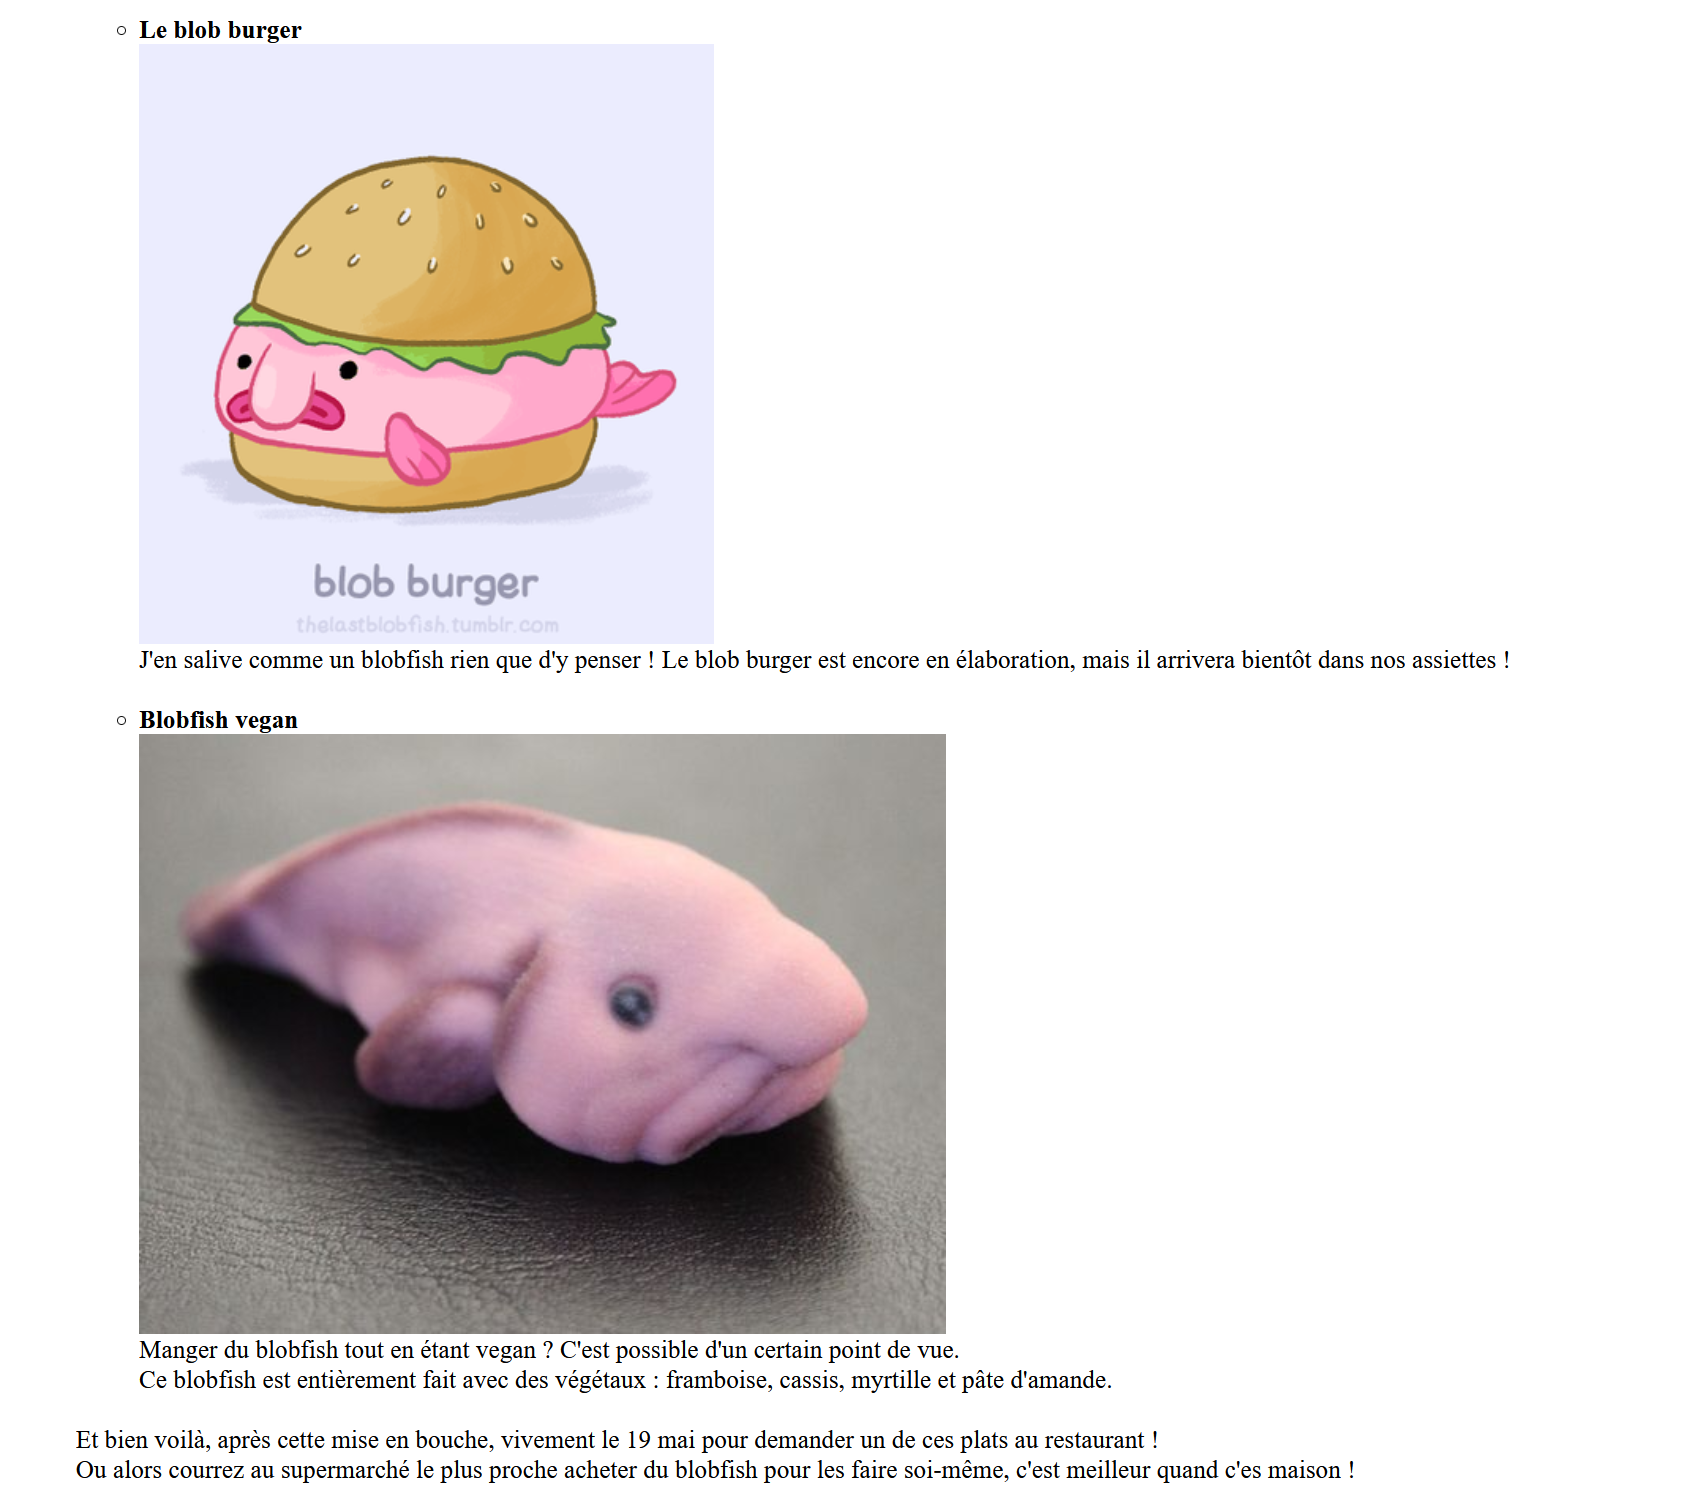 Le blob burger
blob burger
thelastblobfish.tumblr.com
J'en salive comme un blobfish rien que d'y penser ! Le blob burger est encore en élaboration, mais il arrivera bientôt dans nos assiettes !
Blobfish vegan
Manger du blobfish tout en étant vegan ? C'est possible d'un certain point de vue.
Ce blobfish est entièrement fait avec des végétaux : framboise, cassis, myrtille et pâte d'amande.
Et bien voilà, après cette mise en bouche, vivement le 19 mai pour demander un de ces plats au restaurant !
Ou alors courrez au supermarché le plus proche acheter du blobfish pour les faire soi-même, c'est meilleur quand c'es maison !